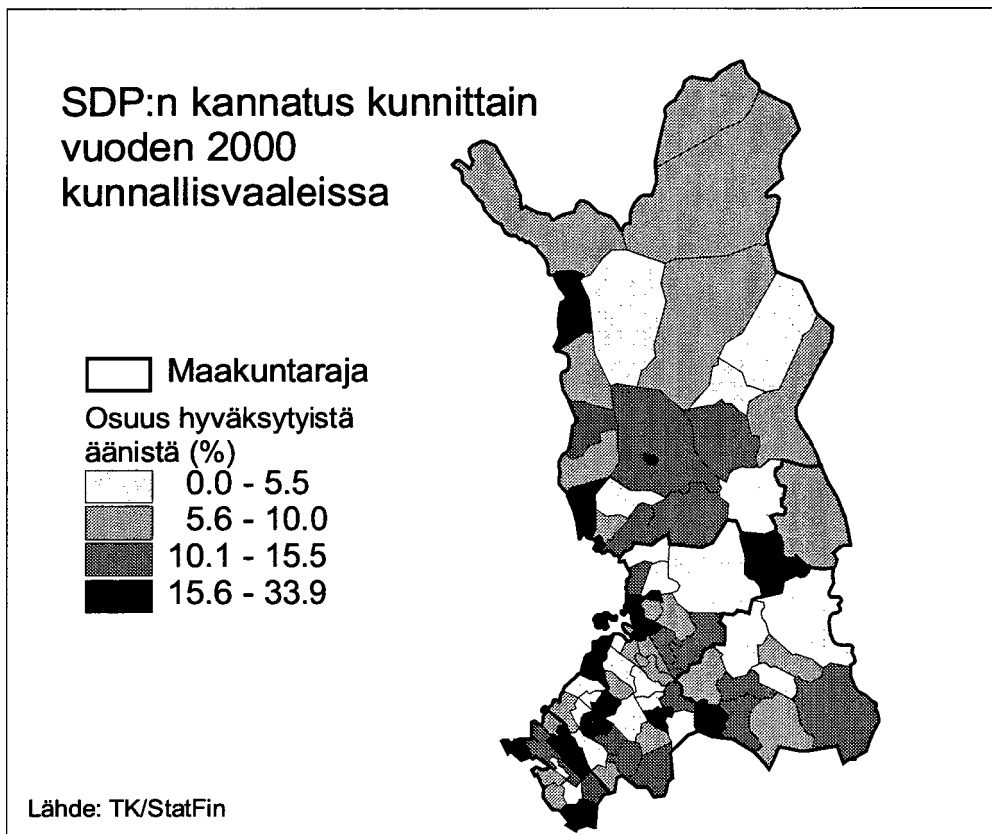 SDP:n kannatus kunnittain
vuoden 2000
kunnallisvaaleissa
Maakuntaraja
Osuus hyväksytyistä
äänistä (%)
0.0 - 5.5
5.6 - 10.0
10.1 - 15.5
15.6 - 33.9
Lähde: TK/StatFin